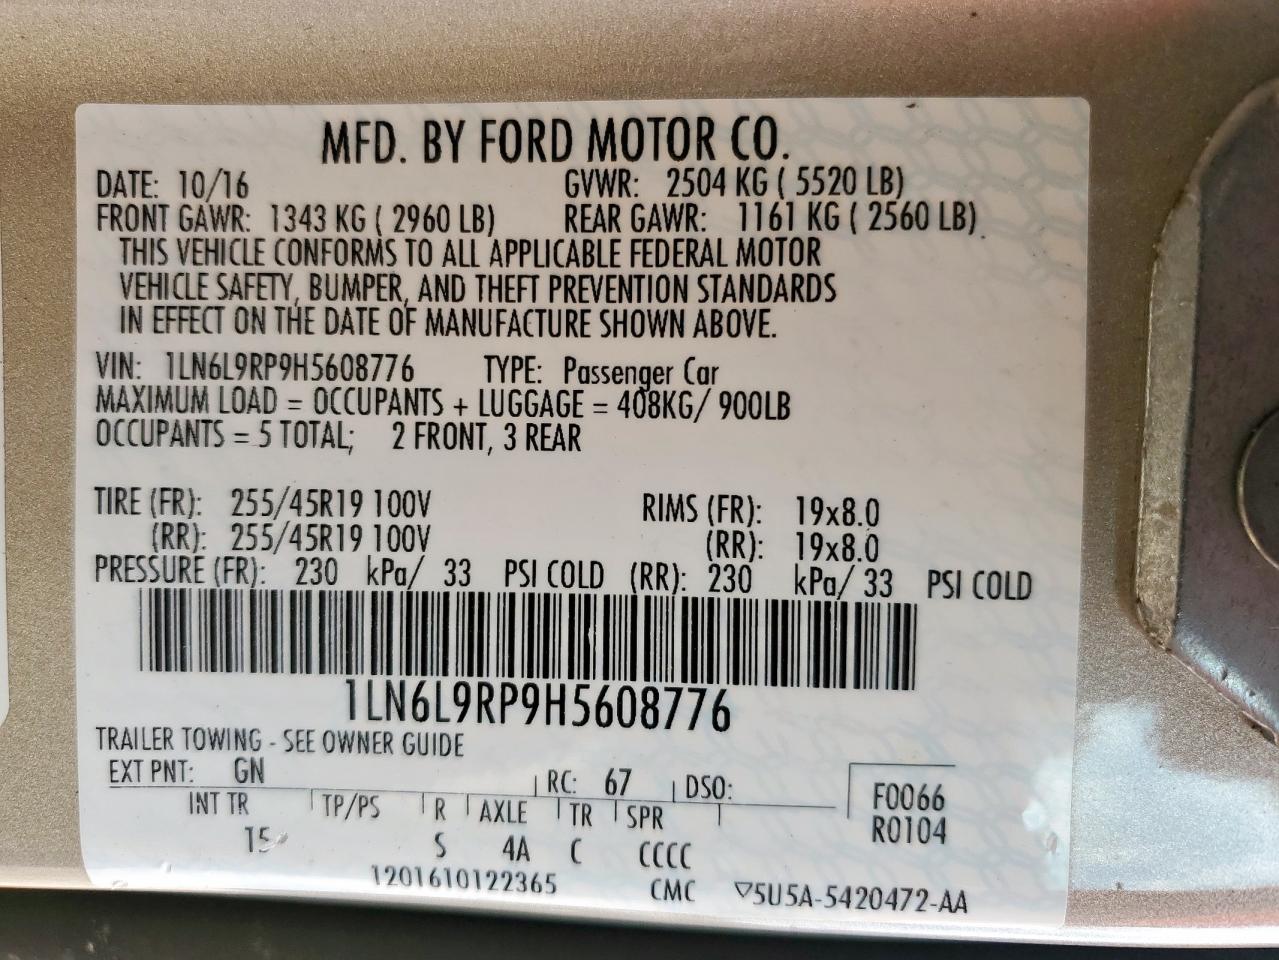 MFD. BY FORD MOTOR CO.
DATE: 10/16 GVWR: 2504 KG ( 5520 LB)
FRONT GAWR: 1343 KG ( 2960 LB) REAR GAWR: 1161 KG ( 2560 LB)
THIS VEHICLE CONFORMS TO ALL APPLICABLE FEDERAL MOTOR
VEHICLE SAFETY, BUMPER, AND THEFT PREVENTION STANDARDS
IN EFFECT ON THE DATE OF MANUFACTURE SHOWN ABOVE.
VIN: 1LN6L9RP9H5608776 TYPE: Passenger Car
MAXIMUM LOAD = OCCUPANTS + LUGGAGE = 408KG/ 900LB
OCCUPANTS = 5 TOTAL; 2 FRONT, 3 REAR
TIRE (FR): 255/45R19 100V RIMS (FR): 19x8.0
(RR): 255/45R19 100V (RR): 19x8.0
PRESSURE (FR): 230 kPa/ 33 PSI COLD (RR): 230 kPa/ 33 PSI COLD
1LN6L9RP9H5608776
TRAILER TOWING - SEE OWNER GUIDE
EXT PNT: GN RC: 67 DSO: F0066
INT TR TP/PS R AXLE TR SPR R0104
15 S 4A C CCCC
1201610122365 CMC ▽5U5A-5420472-AA